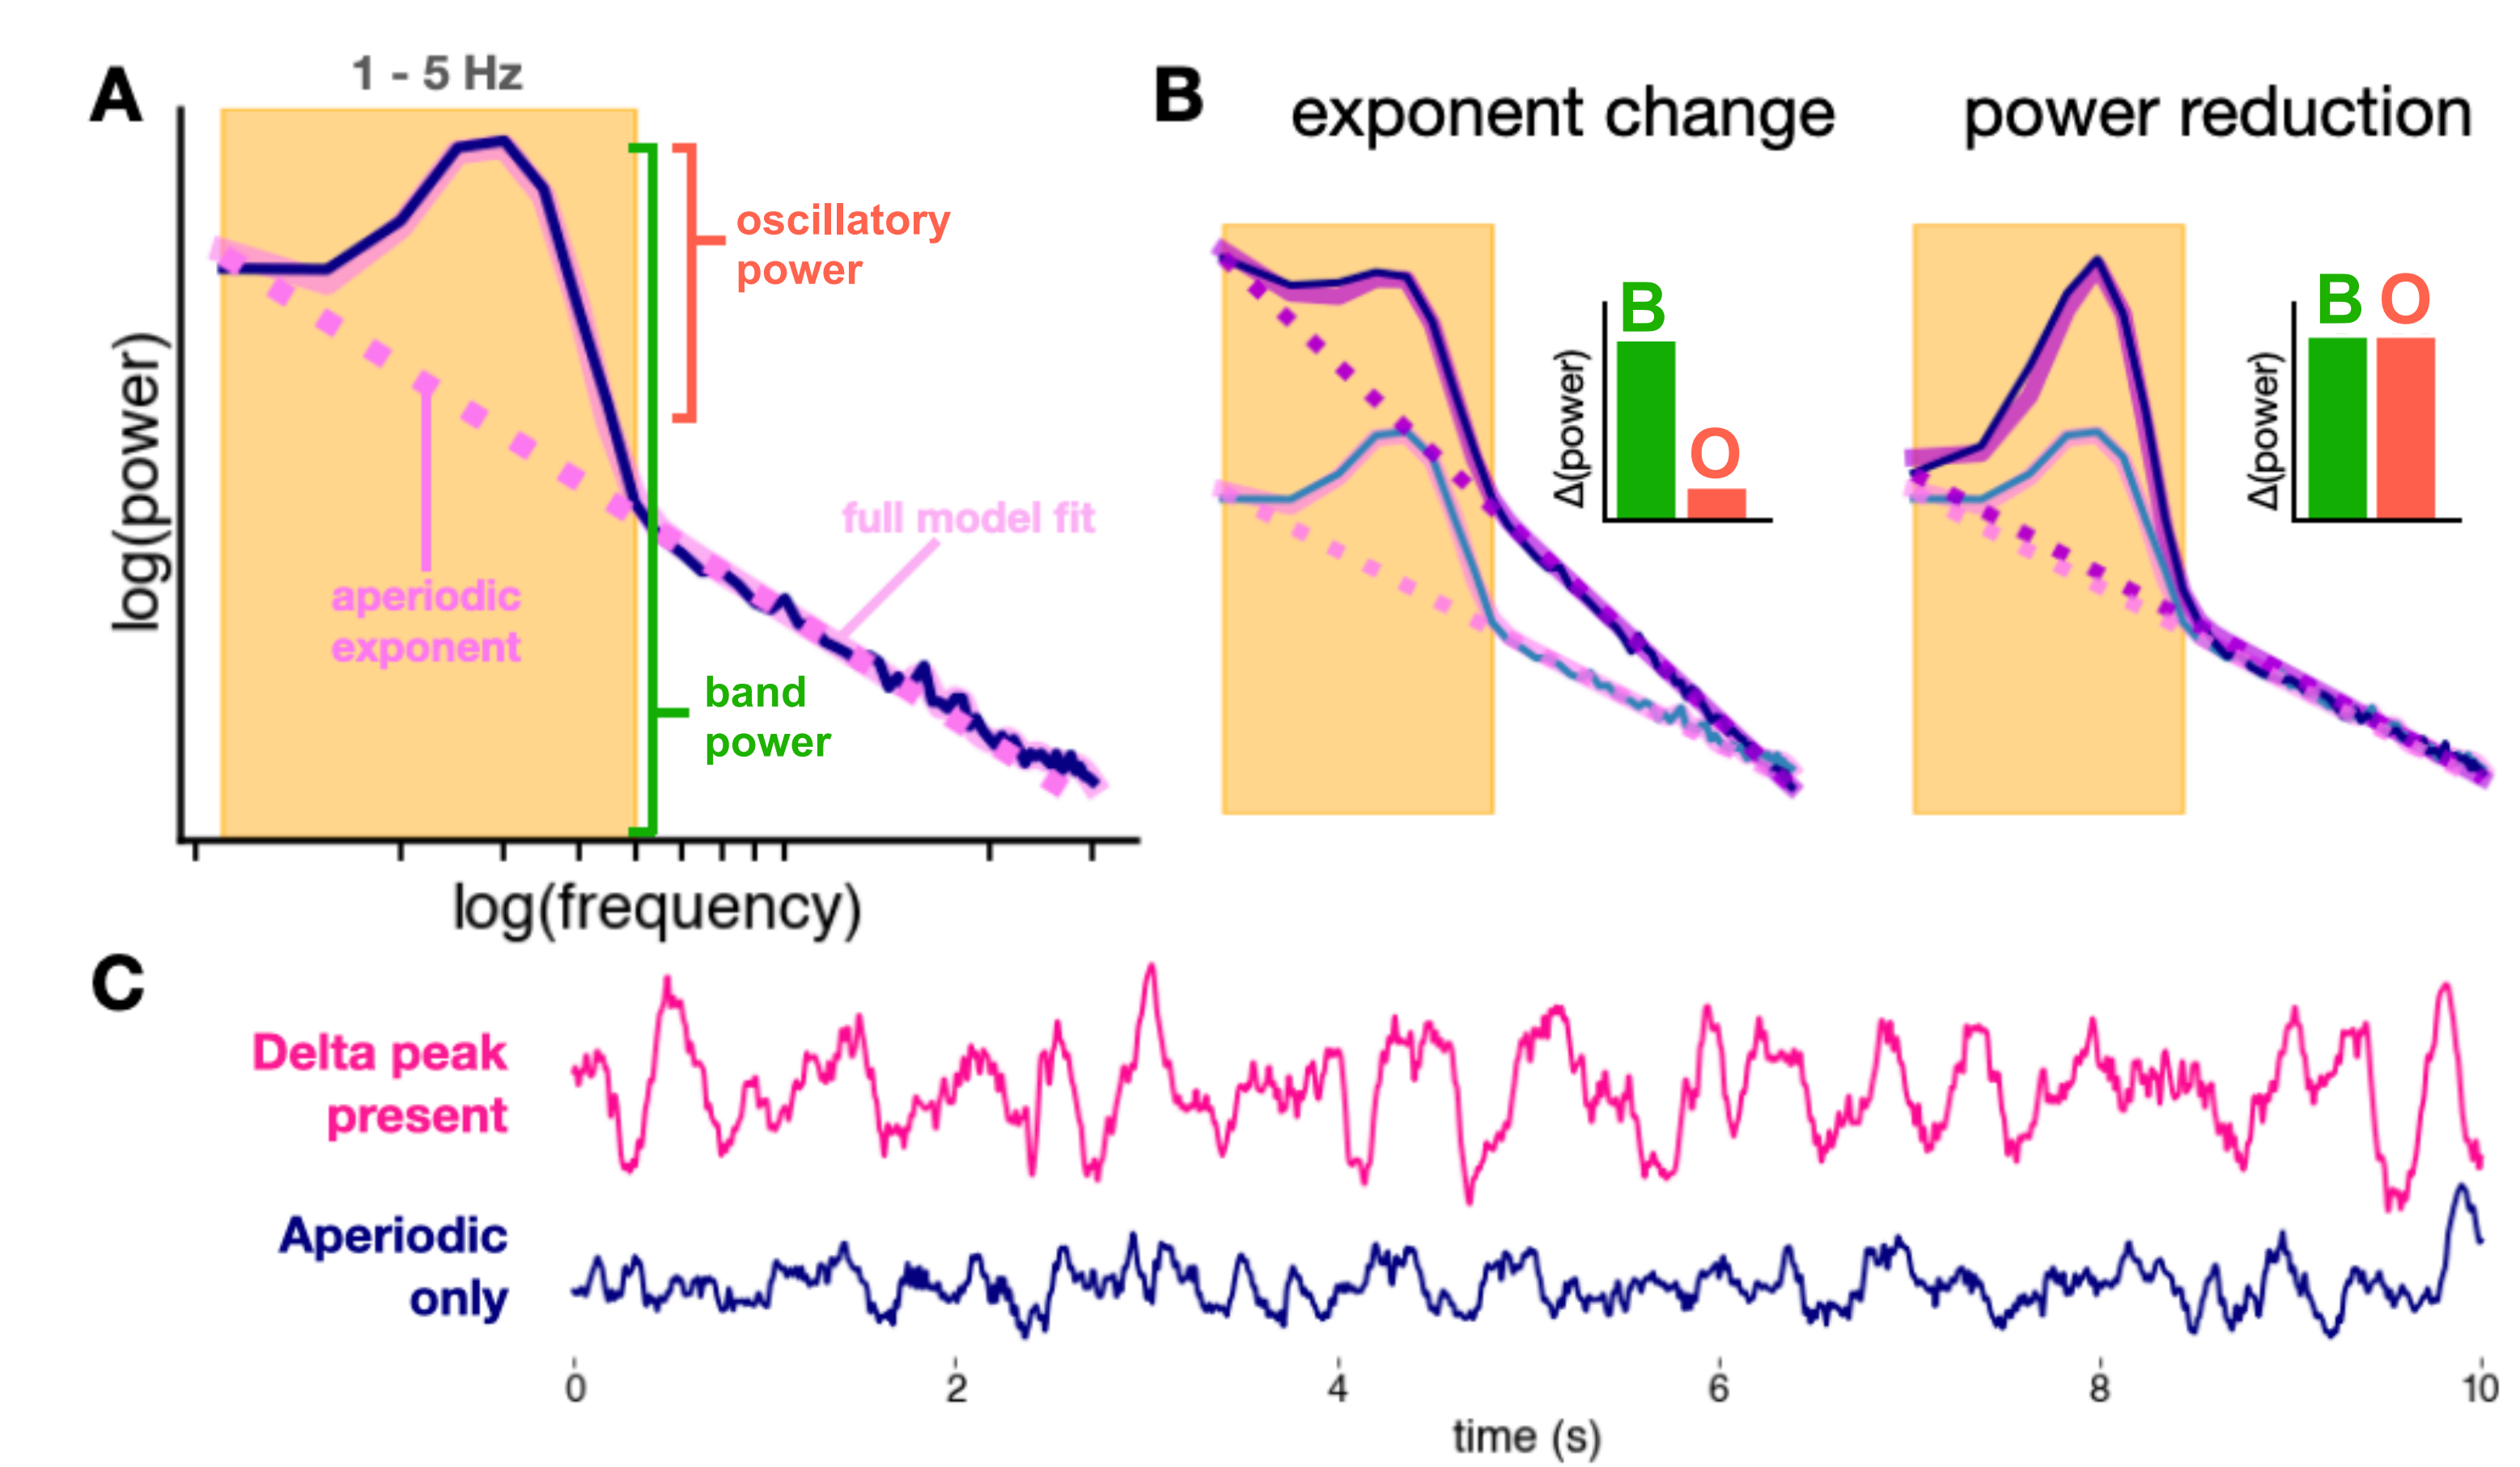 A
1 - 5 Hz
oscillatory
power
full model fit
aperiodic
exponent
band
power
log(power)
log(frequency)
B
exponent change
power reduction
B
O
Δ(power)
B O
Δ(power)
C
Delta peak
present
Aperiodic
only
0 2 4 6 8 10
time (s)